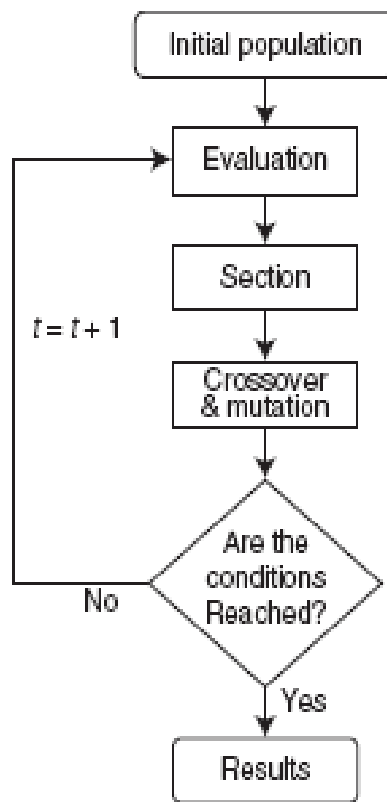 Initial population
Evaluation
Section
t = t + 1
Crossover
& mutation
Are the
conditions
Reached?
No
Yes
Results